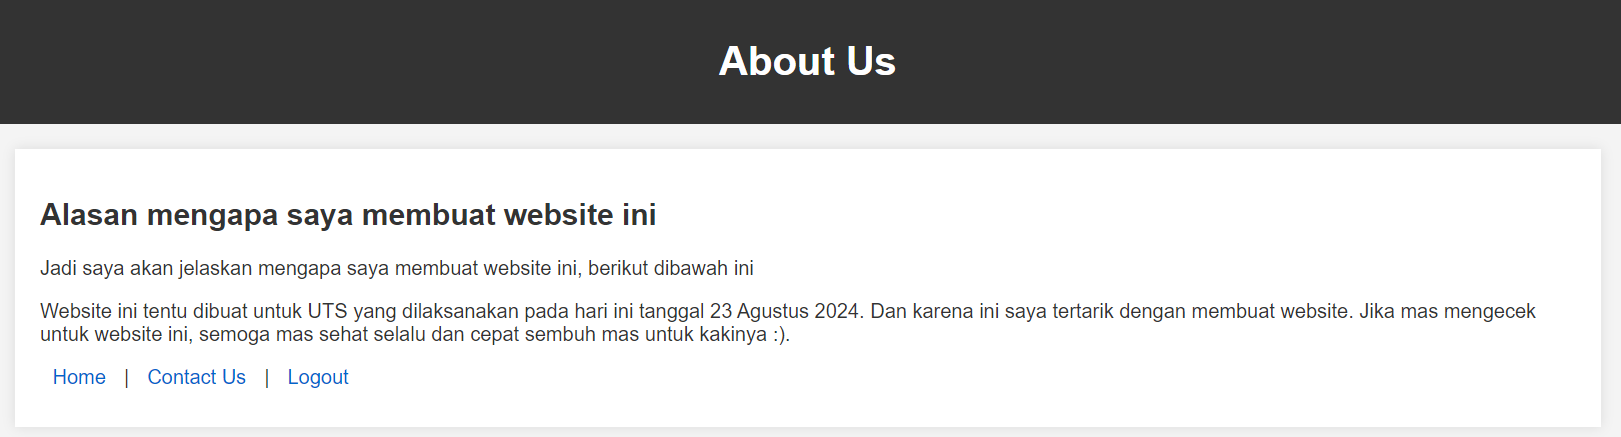 About Us
Alasan mengapa saya membuat website ini
Jadi saya akan jelaskan mengapa saya membuat website ini, berikut dibawah ini
Website ini tentu dibuat untuk UTS yang dilaksanakan pada hari ini tanggal 23 Agustus 2024. Dan karena ini saya tertarik dengan membuat website. Jika mas mengecek
untuk website ini, semoga mas sehat selalu dan cepat sembuh mas untuk kakinya :).
Home | Contact Us | Logout